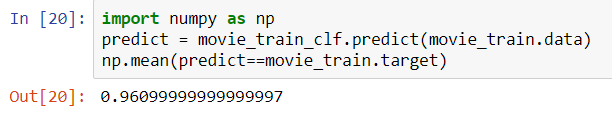 In [20]: import numpy as np
predict = movie_train_clf.predict(movie_train.data)
np.mean(predict==movie_train.target)
Out[20]: 0.96099999999999997